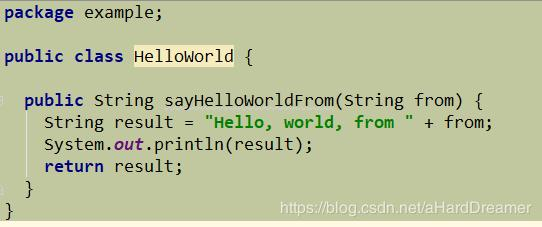 package example;
public class HelloWorld {
public String sayHelloWorldFrom(String from) {
String result = "Hello, world, from " + from;
System.out.println(result);
return result;
}
}
https://blog.csdn.net/aHardDreamer